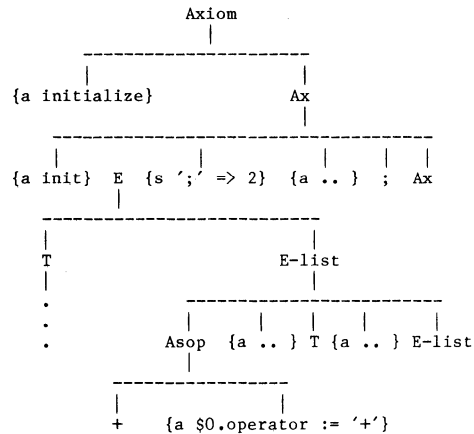 Axiom
{a initialize} Ax
{a init} E {s ';' => 2} {a .. } ; Ax
T E-list
.
.
.
Asop {a .. } T {a .. } E-list
+ {a $0.operator := '+'}